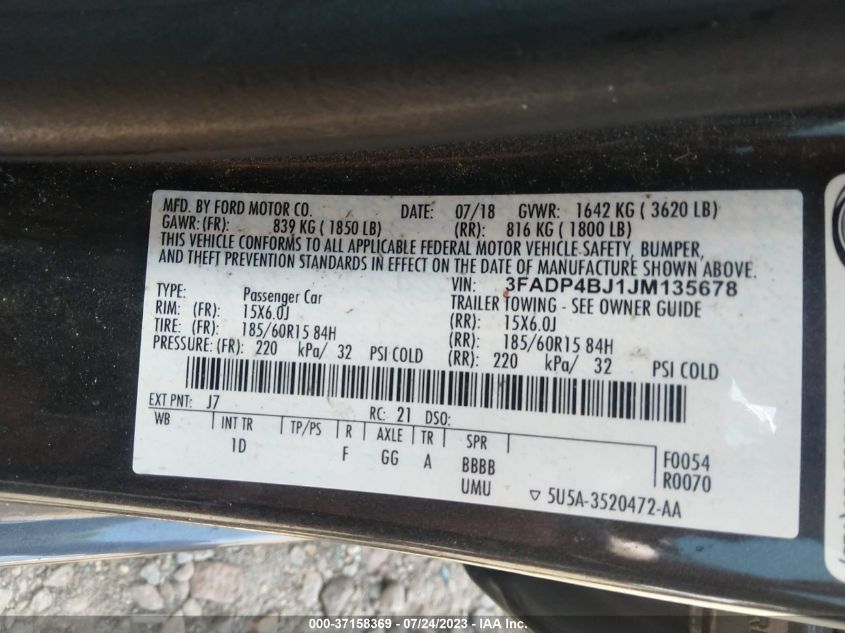 MFD. BY FORD MOTOR CO. DATE: 07/18 GVWR: 1642 KG ( 3620 LB)
GAWR: (FR): 839 KG ( 1850 LB) (RR): 816 KG ( 1800 LB)
THIS VEHICLE CONFORMS TO ALL APPLICABLE FEDERAL MOTOR VEHICLE SAFETY, BUMPER,
AND THEFT PREVENTION STANDARDS IN EFFECT ON THE DATE OF MANUFACTURE SHOWN ABOVE.
VIN: 3FADP4BJ1JM135678
TYPE: Passenger Car TRAILER TOWING - SEE OWNER GUIDE
RIM: (FR): 15X6.0J (RR): 15X6.0J
TIRE: (FR): 185/60R15 84H (RR): 185/60R15 84H
PRESSURE: (FR): 220 kPa/ 32 PSI COLD (RR): 220 kPa/ 32 PSI COLD
EXT PNT: J7 RC: 21 DSO:
WB INT TR TP/PS R AXLE TR SPR
1D F GG A BBBB F0054
UMU R0070
▽ 5U5A-3520472-AA
000-37158369 - 07/24/2023 - IAA Inc.